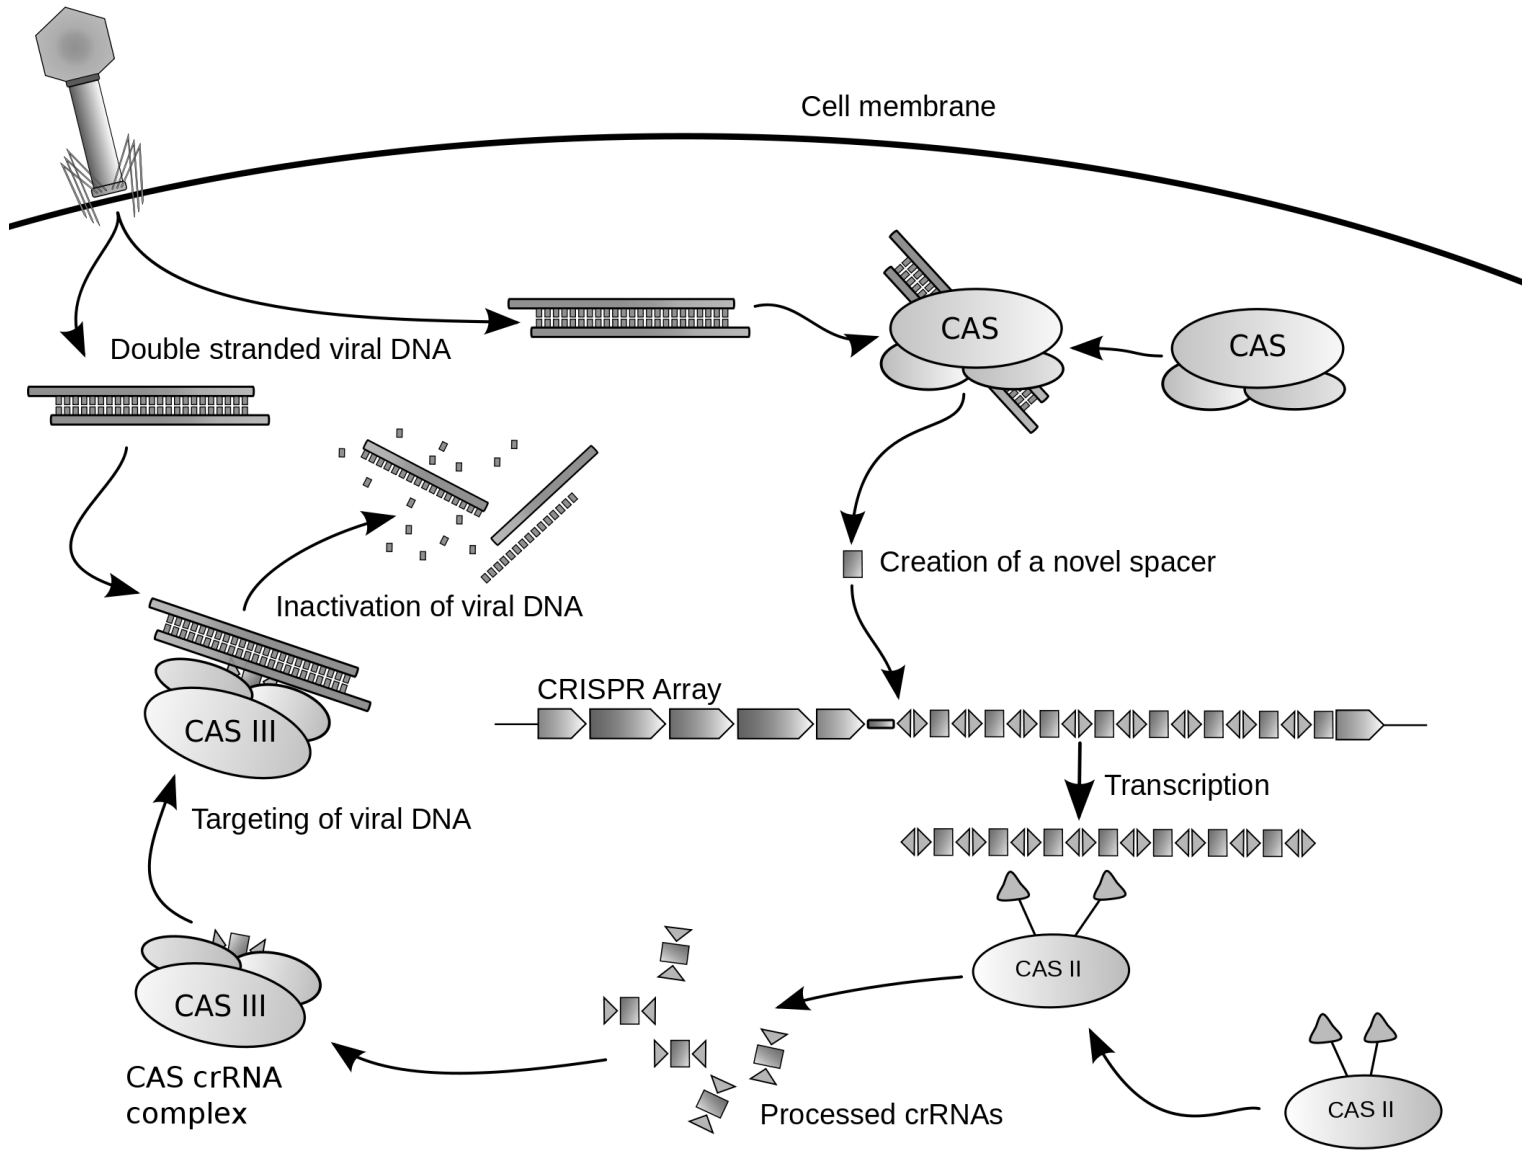 Cell membrane
CAS
CAS
Double stranded viral DNA
Creation of a novel spacer
Inactivation of viral DNA
CRISPR Array
CAS III
Transcription
Targeting of viral DNA
CAS II
CAS III
CAS crRNA
complex
Processed crRNAs
CAS II